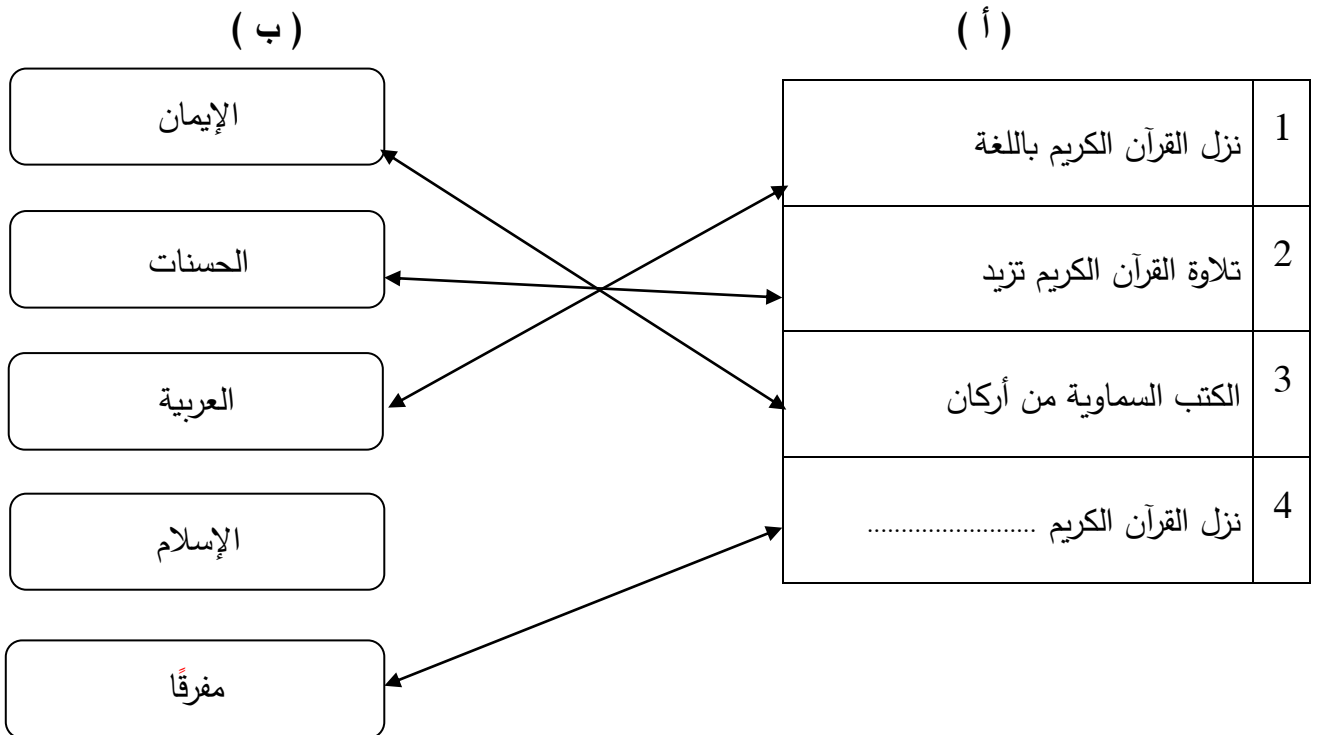 ( أ )
1 نزل القرآن الكريم باللغة
2 تلاوة القرآن الكريم تزيد
3 الكتب السماوية من أركان
4 نزل القرآن الكريم .........................
( ب )
الإيمان
الحسنات
العربية
الإسلام
مفرقًا